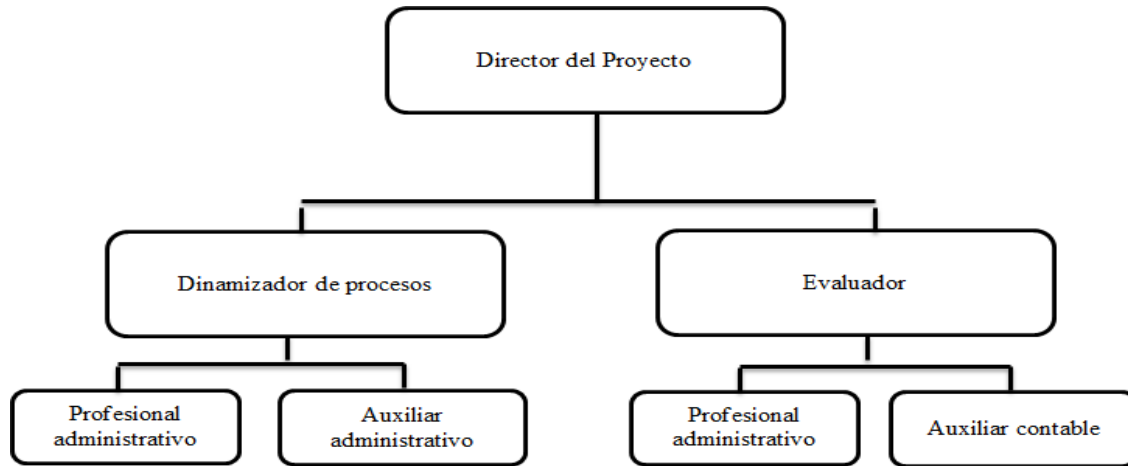 Director del Proyecto
Dinamizador de procesos
Evaluador
Profesional
administrativo
Auxiliar
administrativo
Profesional
administrativo
Auxiliar contable